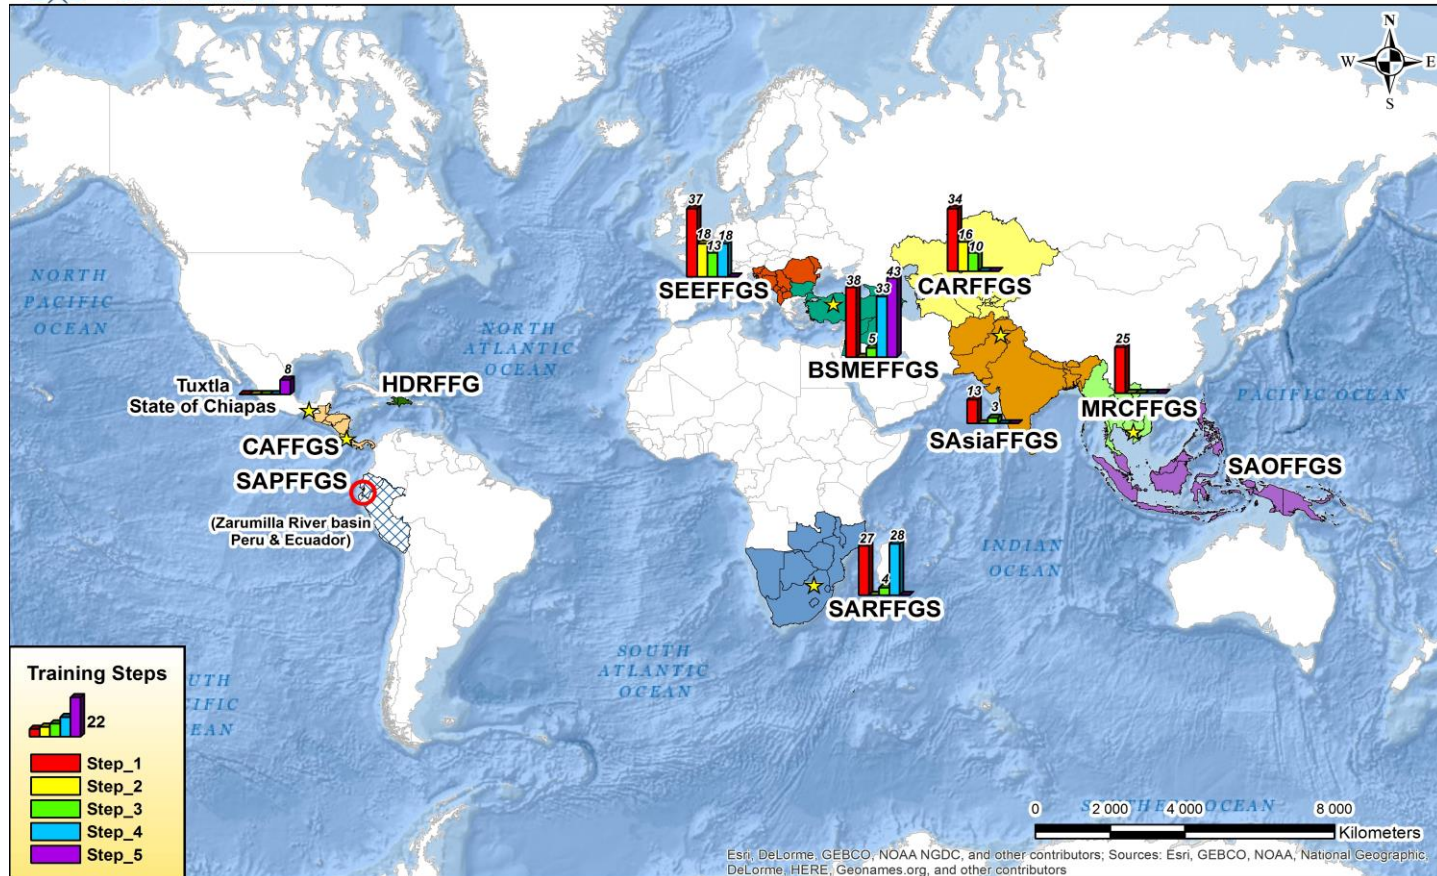 N
W E
S
37
18
13
18
SEEFFGS
34
16
10
CARFFGS
38
5
33
43
BSMEFFGS
NORTH
PACIFIC
OCEAN
NORTH
ATLANTIC
OCEAN
8
Tuxtla
State of Chiapas
HDRFFG
CAFFGS
SAPFFGS
(Zarumilla River basin
Peru & Ecuador)
13
3
SAsiaFFGS
25
MRCFFGS
PACIFIC OCEAN
SAOFFGS
27
4
28
SARFFGS
INDIAN
OCEAN
SOUTH
ATLANTIC
OCEAN
UTH
IFIC
EAN
Training Steps
22
Step_1
Step_2
Step_3
Step_4
Step_5
0 2 000 4 000 8 000
Kilometers
OCEAN
Esri, DeLorme, GEBCO, NOAA NGDC, and other contributors; Sources: Esri, GEBCO, NOAA, National Geographic,
DeLorme, HERE, Geonames.org, and other contributors